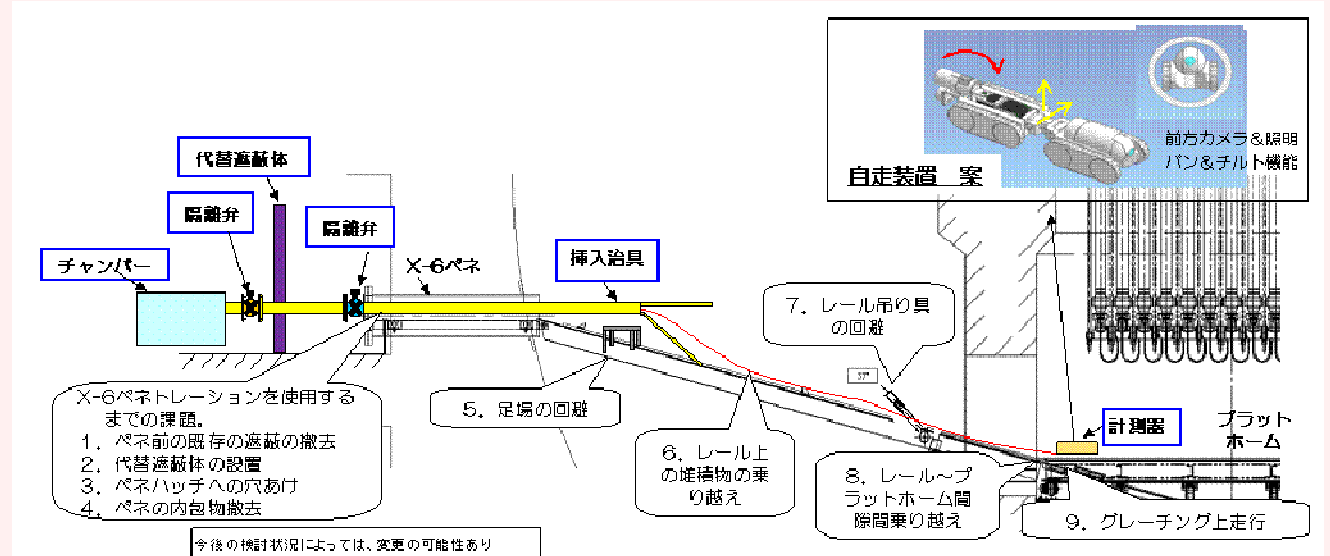 前方カメラ&照明
パン&チルト機能
自走装置　案
代替遮蔽体
隔離弁
隔離弁
チャンバー
X-6ペネ
挿入治具
7．レール吊り具
の回避
X-6ペネトレーションを使用する
までの課題。
1．ペネ前の既存の遮蔽の撤去
2．代替遮蔽体の設置
3．ペネハッチへの穴あけ
4．ペネの内包物撤去
5．足場の回避
6．レール上
の堆積物の乗
り越え
計測器
プラット
ホーム
8．レール～プ
ラットホーム間
隙間乗り越え
9．グレーチング上走行
今後の検討状況によっては、変更の可能性あり